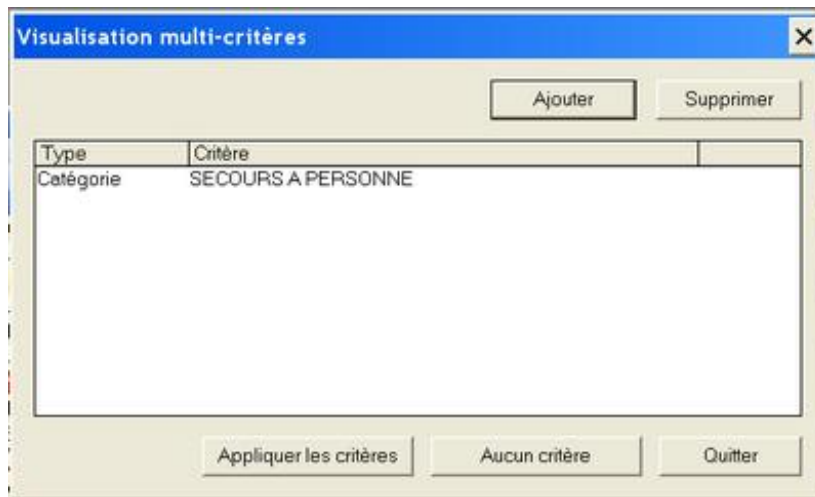 Visualisation multi-critères
Ajouter Supprimer
Type Critère
Catégorie SECOURS A PERSONNE
Appliquer les critères Aucun critère Quitter